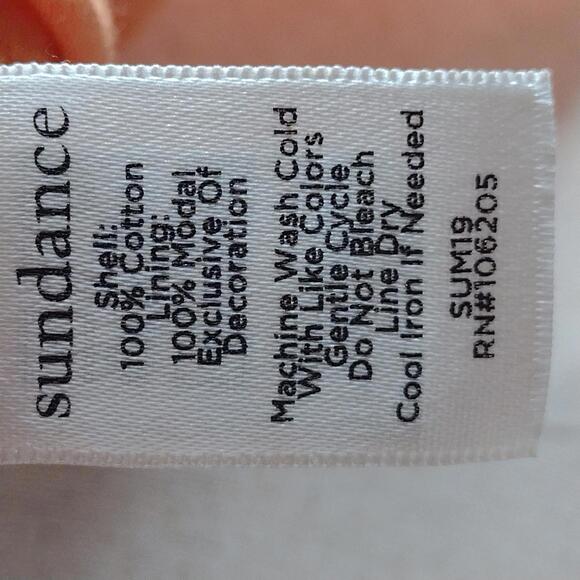 sundance
Shell:
100% Cotton
Lining:
100% Modal
Exclusive Of
Decoration
Machine Wash Cold
With Like Colors
Gentle Cycle
Do Not Bleach
Line Dry
Cool Iron If Needed
SUM19
RN#106205